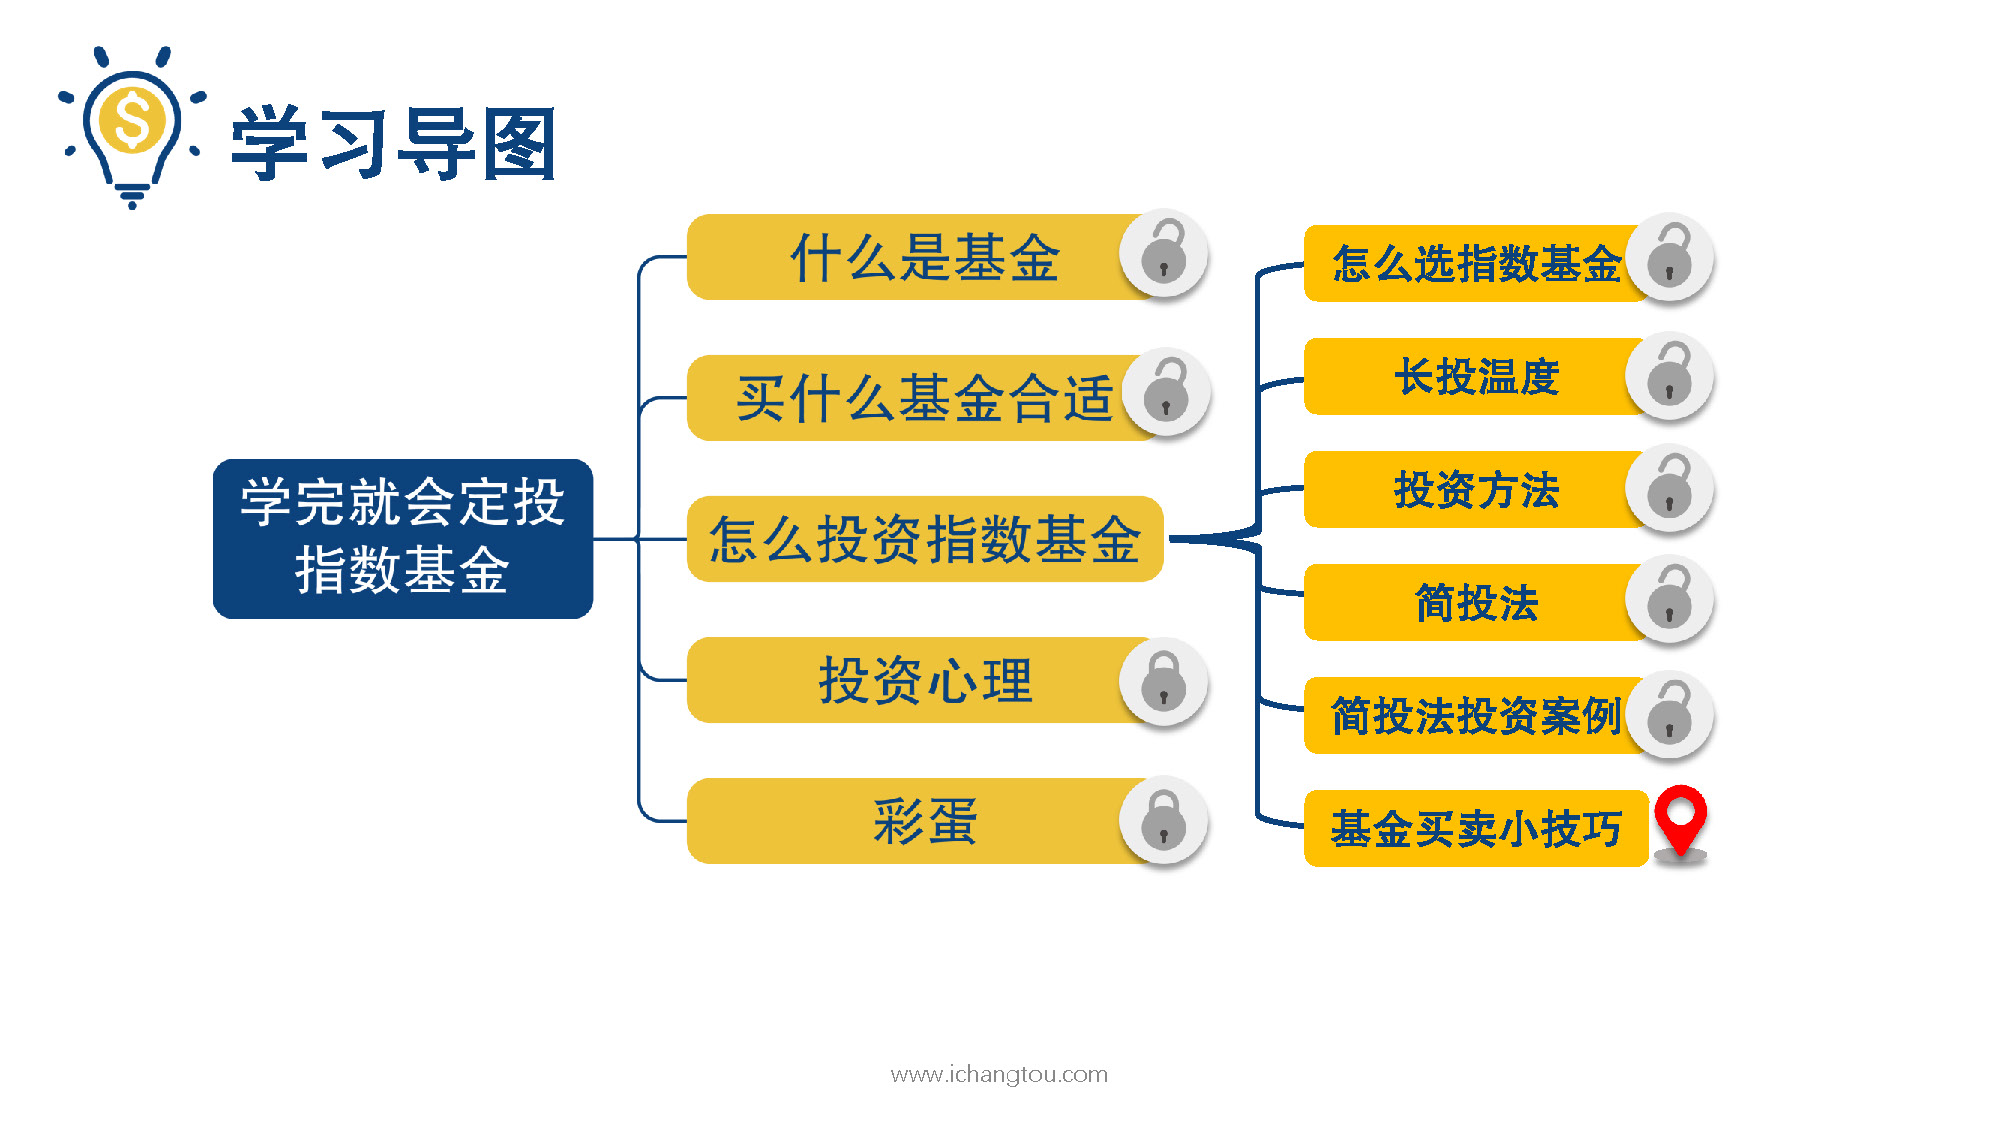 学习导图
学完就会定投
指数基金
什么是基金
买什么基金合适
怎么投资指数基金
投资心理
彩蛋
怎么选指数基金
长投温度
投资方法
简投法
简投法投资案例
基金买卖小技巧
www.ichangtou.com